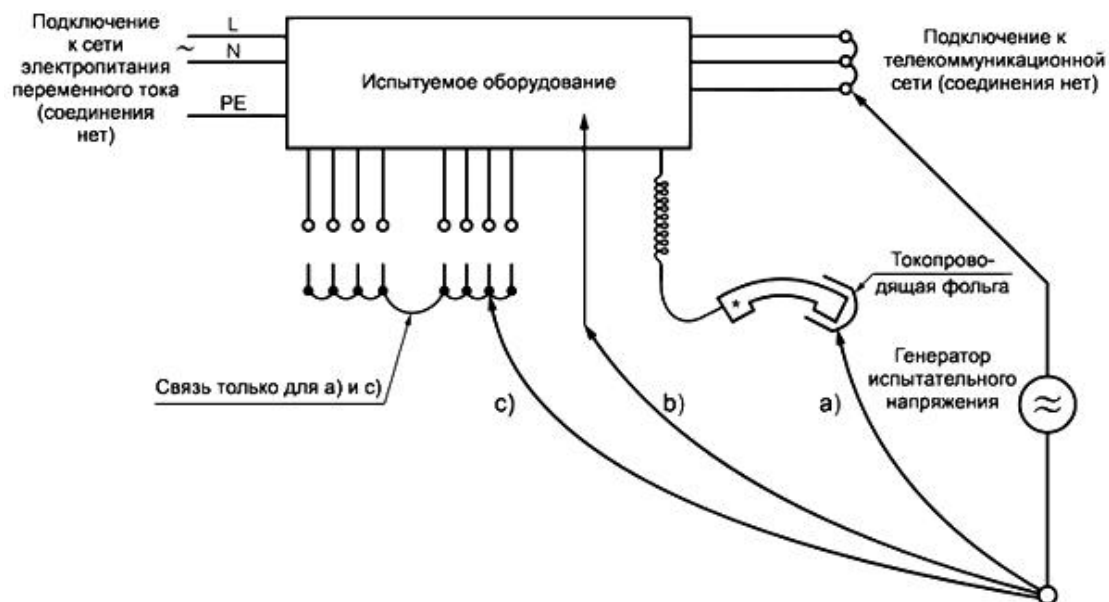 Подключение
к сети
электропитания
переменного тока
(соединения
нет)
~
L
N
PE
Испытуемое оборудование
Подключение к
телекоммуникационной
сети (соединения нет)
*
Токопрово-
дящая фольга
Генератор
испытательного
напряжения
≈
Связь только для a) и c)
c)
b)
a)